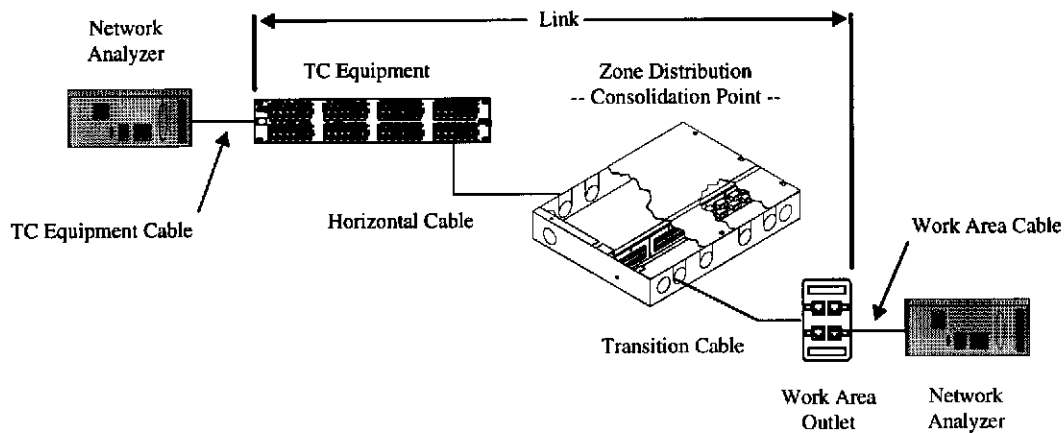 Link
Network
Analyzer
TC Equipment
Zone Distribution
-- Consolidation Point --
TC Equipment Cable
Horizontal Cable
Work Area Cable
Transition Cable
Work Area
Outlet
Network
Analyzer